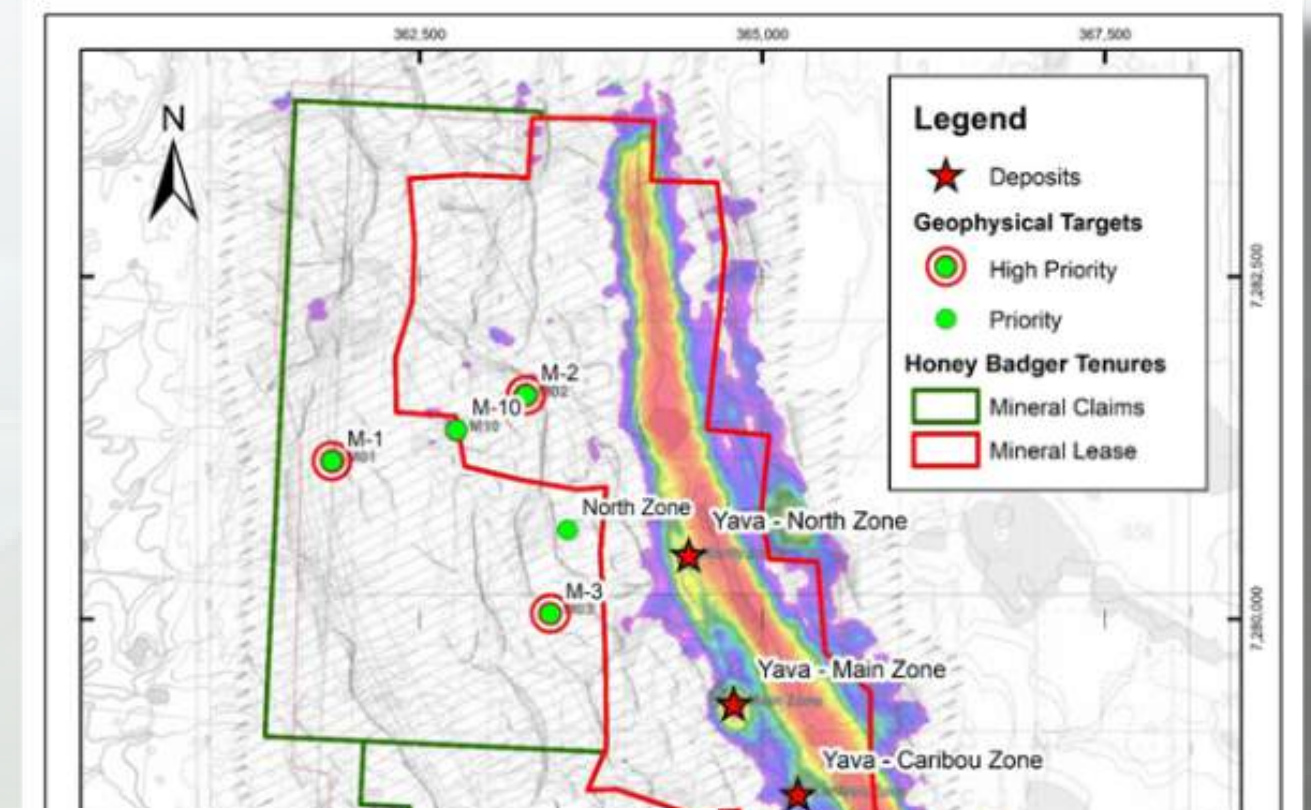 362,500
365,000
367,500
N
Legend
Deposits
Geophysical Targets
High Priority
Priority
Honey Badger Tenures
Mineral Claims
Mineral Lease
7,282,500
M-2
M-10
M-1
North Zone
Yava - North Zone
M-3
7,280,000
Yava - Main Zone
Yava - Caribou Zone